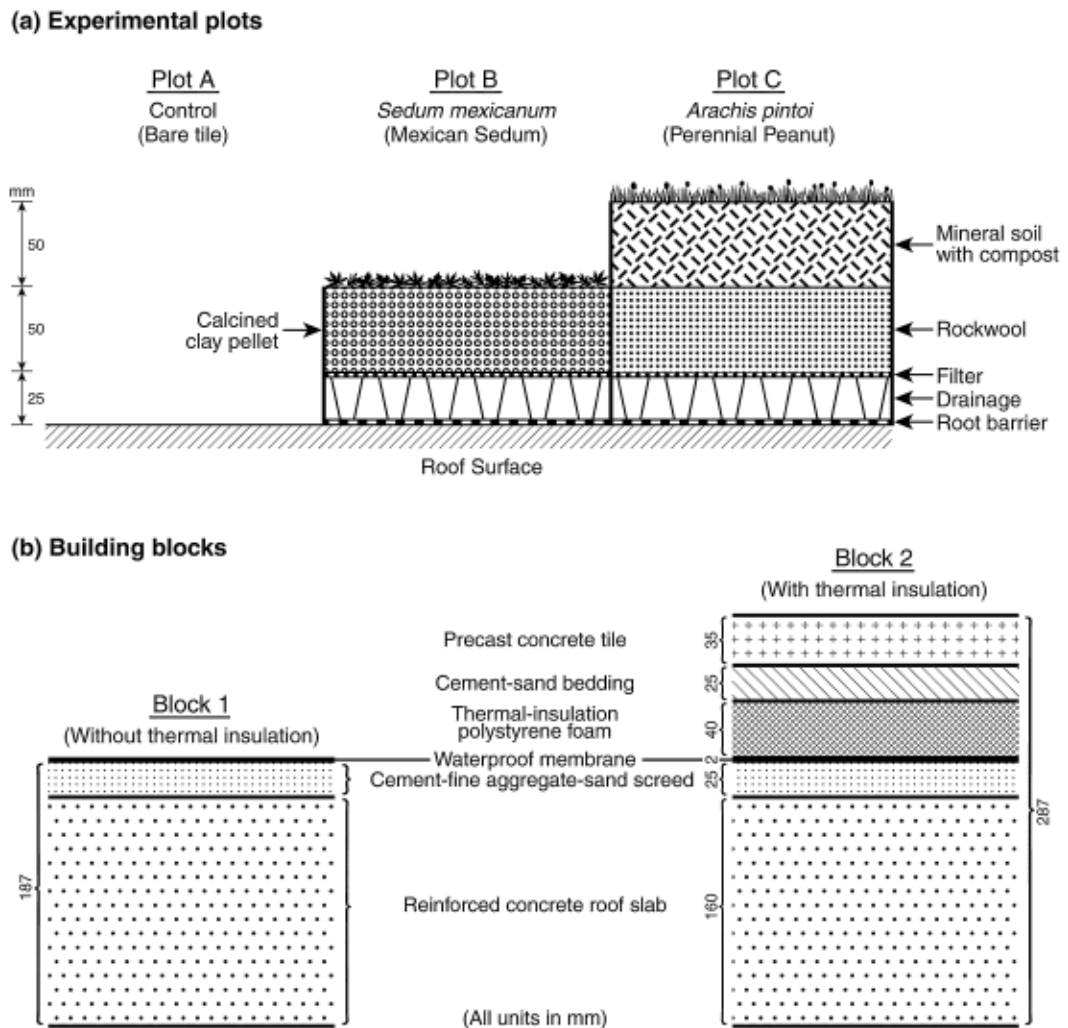 (a) Experimental plots
Plot A
Control
(Bare tile)
Plot B
Sedum mexicanum
(Mexican Sedum)
Plot C
Arachis pintoi
(Perennial Peanut)
mm
50
50
25
Calcined
clay pellet
Mineral soil
with compost
Rockwool
Filter
Drainage
Root barrier
Roof Surface
(b) Building blocks
Block 1
(Without thermal insulation)
Block 2
(With thermal insulation)
Precast concrete tile
35
Cement-sand bedding
25
Thermal-insulation
polystyrene foam
40
Waterproof membrane
2
Cement-fine aggregate-sand screed
25
187
Reinforced concrete roof slab
160
287
(All units in mm)